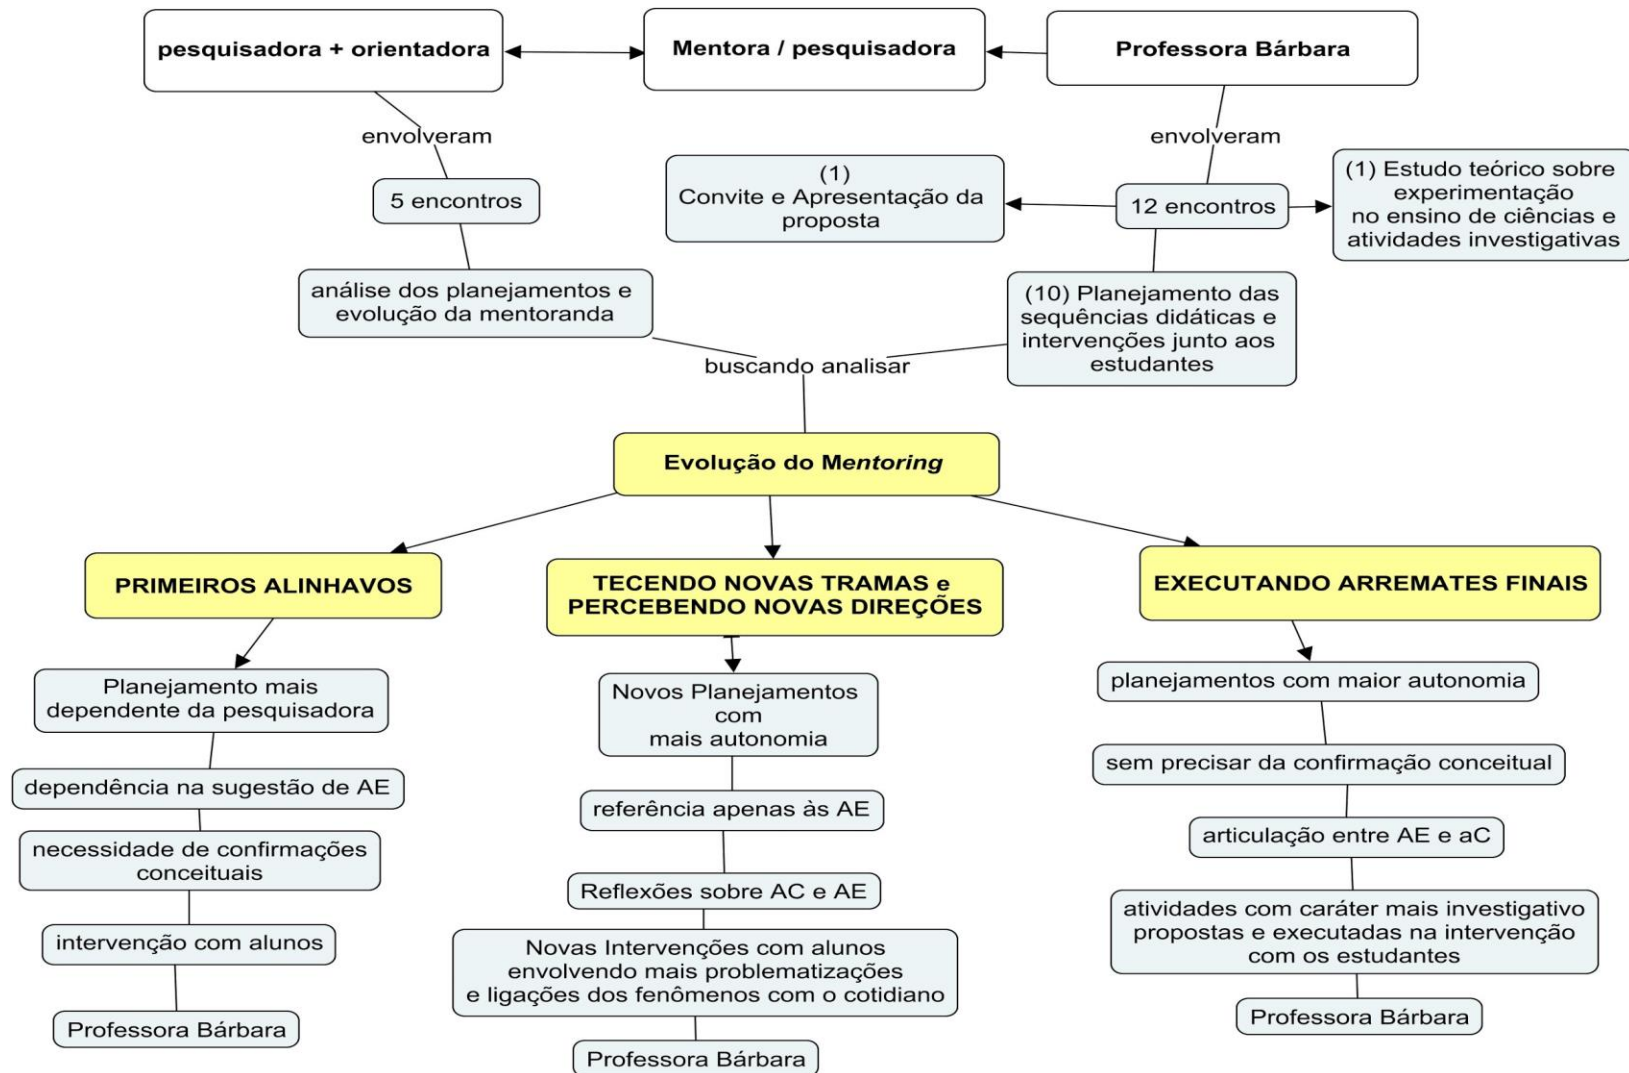 pesquisadora + orientadora
Mentora / pesquisadora
Professora Bárbara
envolveram
envolveram
5 encontros
(1)
Convite e Apresentação da
proposta
12 encontros
(1) Estudo teórico sobre
experimentação
no ensino de ciências e
atividades investigativas
análise dos planejamentos e
evolução da mentoranda
(10) Planejamento das
sequências didáticas e
intervenções junto aos
estudantes
buscando analisar
Evolução do Mentoring
PRIMEIROS ALINHAVOS
TECENDO NOVAS TRAMAS e
PERCEBENDO NOVAS DIREÇÕES
EXECUTANDO ARREMATES FINAIS
Planejamento mais
dependente da pesquisadora
dependência na sugestão de AE
necessidade de confirmações
conceituais
intervenção com alunos
Professora Bárbara
Novos Planejamentos
com
mais autonomia
referência apenas às AE
Reflexões sobre AC e AE
Novas Intervenções com alunos
envolvendo mais problematizações
e ligações dos fenômenos com o cotidiano
Professora Bárbara
planejamentos com maior autonomia
sem precisar da confirmação conceitual
articulação entre AE e aC
atividades com caráter mais investigativo
propostas e executadas na intervenção
com os estudantes
Professora Bárbara